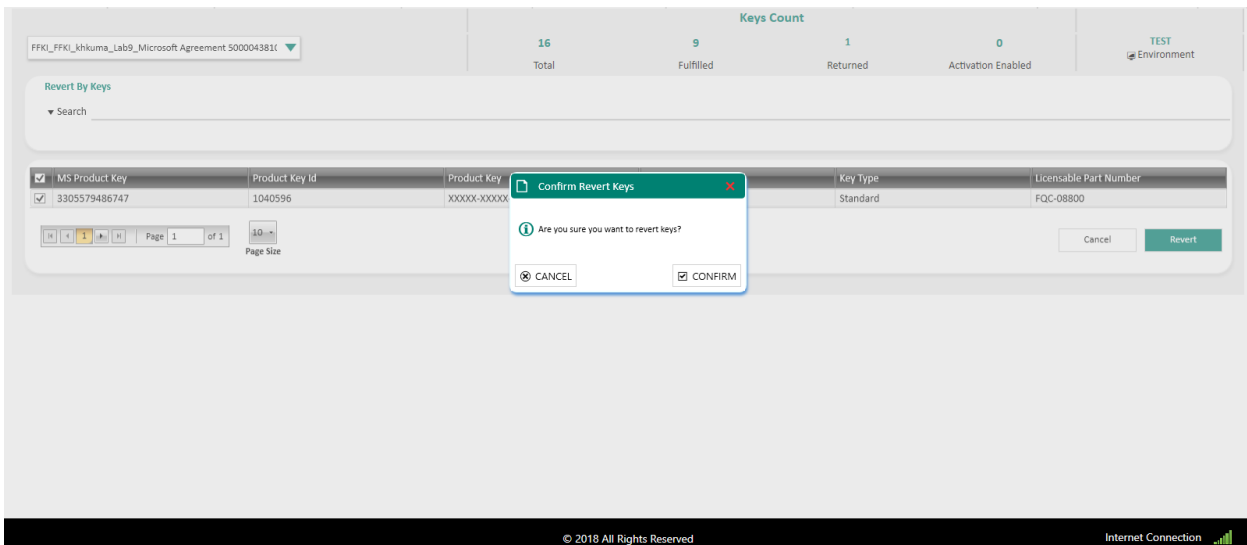 Keys Count
FFKI_FFKI_khkuma_Lab9_Microsoft Agreement 500004381(
16 9 1 0 TEST
Total Fulfilled Returned Activation Enabled Environment
Revert By Keys
Search
MS Product Key Product Key Id Product Key Key Type Licensable Part Number
3305579486747 1040596 XXXXX-XXXXX Standard FQC-08800
Confirm Revert Keys
Are you sure you want to revert keys?
CANCEL CONFIRM
1 Page 1 of 1 10
Page Size
Cancel Revert
© 2018 All Rights Reserved Internet Connection